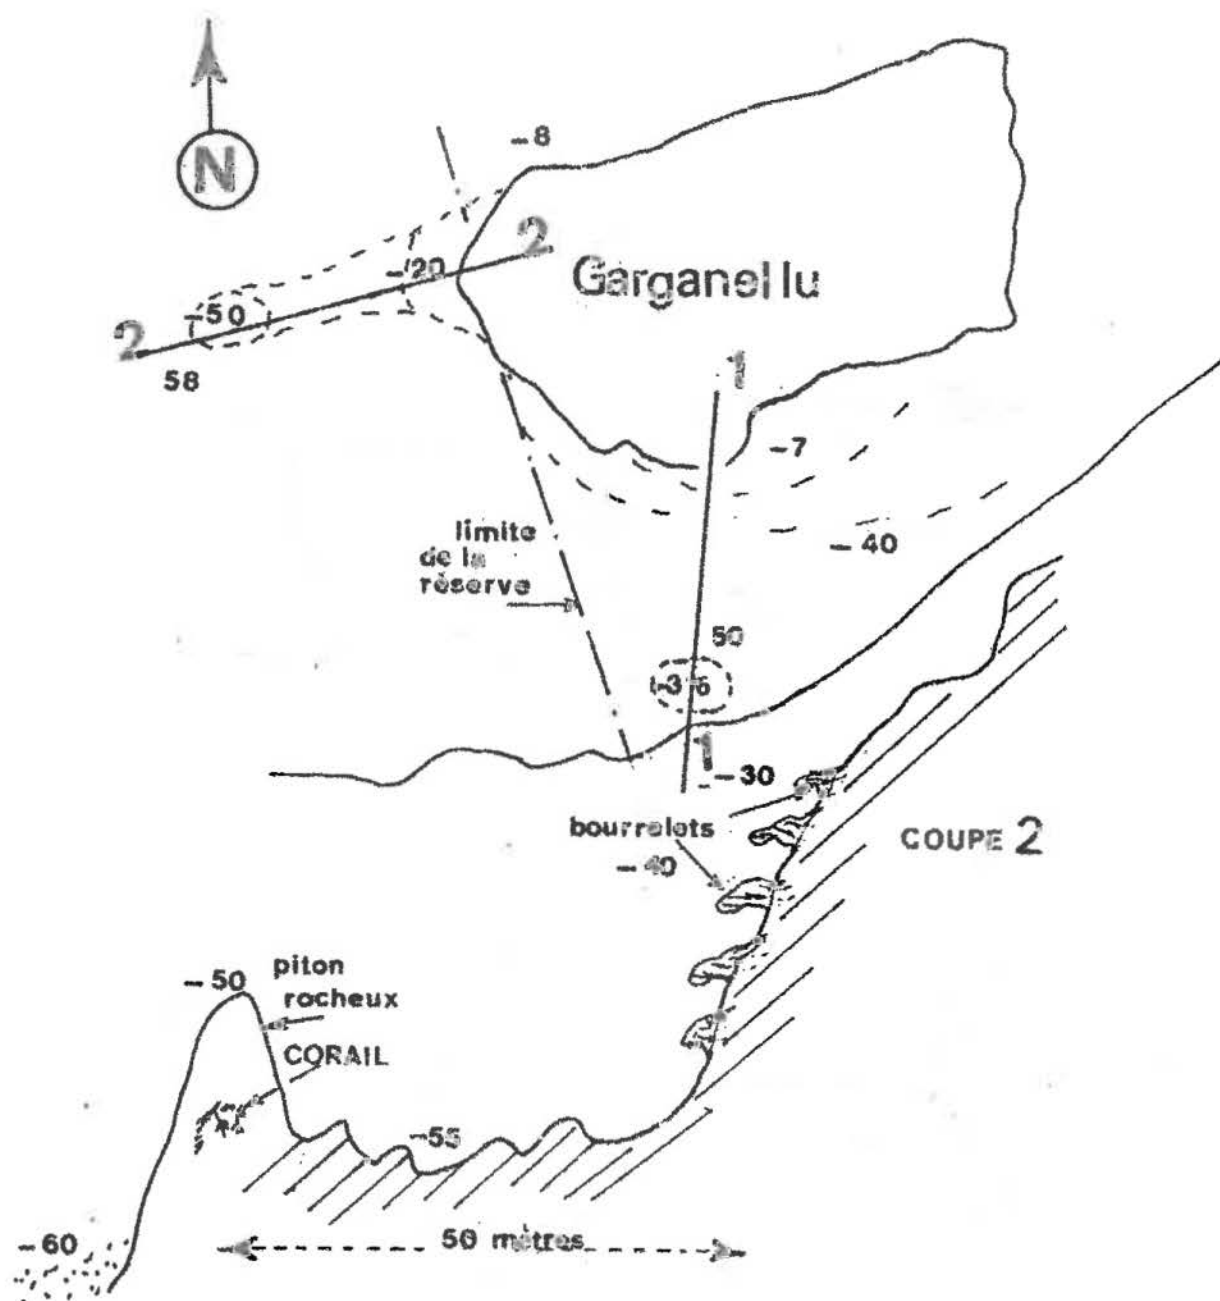 N
-8
2
-20
Garganellu
-50
2
58
1
-7
limite
de la
réserve
-40
50
-36
1
-30
bourrelets
-40
COUPE 2
-50
piton
rocheux
CORAIL
-55
-60
50 mètres